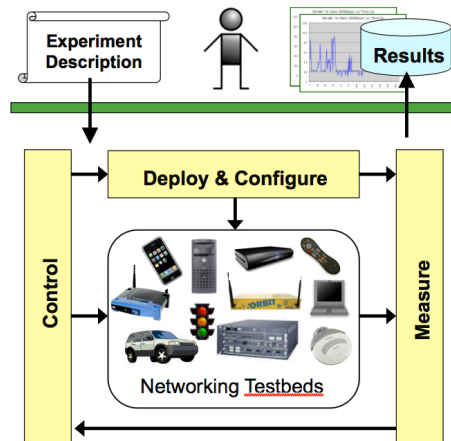 Experiment
Description
Results
Deploy & Configure
Control
Measure
ORBIT
Networking Testbeds